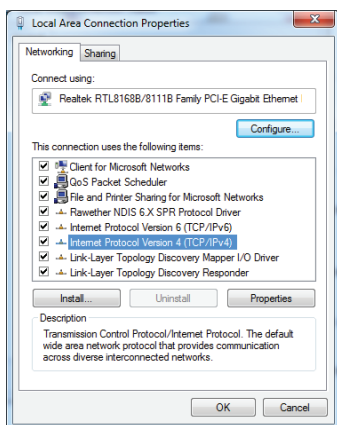 Local Area Connection Properties
Networking
Sharing
Connect using:
Realtek RTL8168B/8111B Family PCI-E Gigabit Ethernet
Configure...
This connection uses the following items:
Client for Microsoft Networks
QoS Packet Scheduler
File and Printer Sharing for Microsoft Networks
Rawether NDIS 6.X SPR Protocol Driver
Internet Protocol Version 6 (TCP/IPv6)
Internet Protocol Version 4 (TCP/IPv4)
Link-Layer Topology Discovery Mapper I/O Driver
Link-Layer Topology Discovery Responder
Install...
Uninstall
Properties
Description
Transmission Control Protocol/Internet Protocol. The default
wide area network protocol that provides communication
across diverse interconnected networks.
OK
Cancel